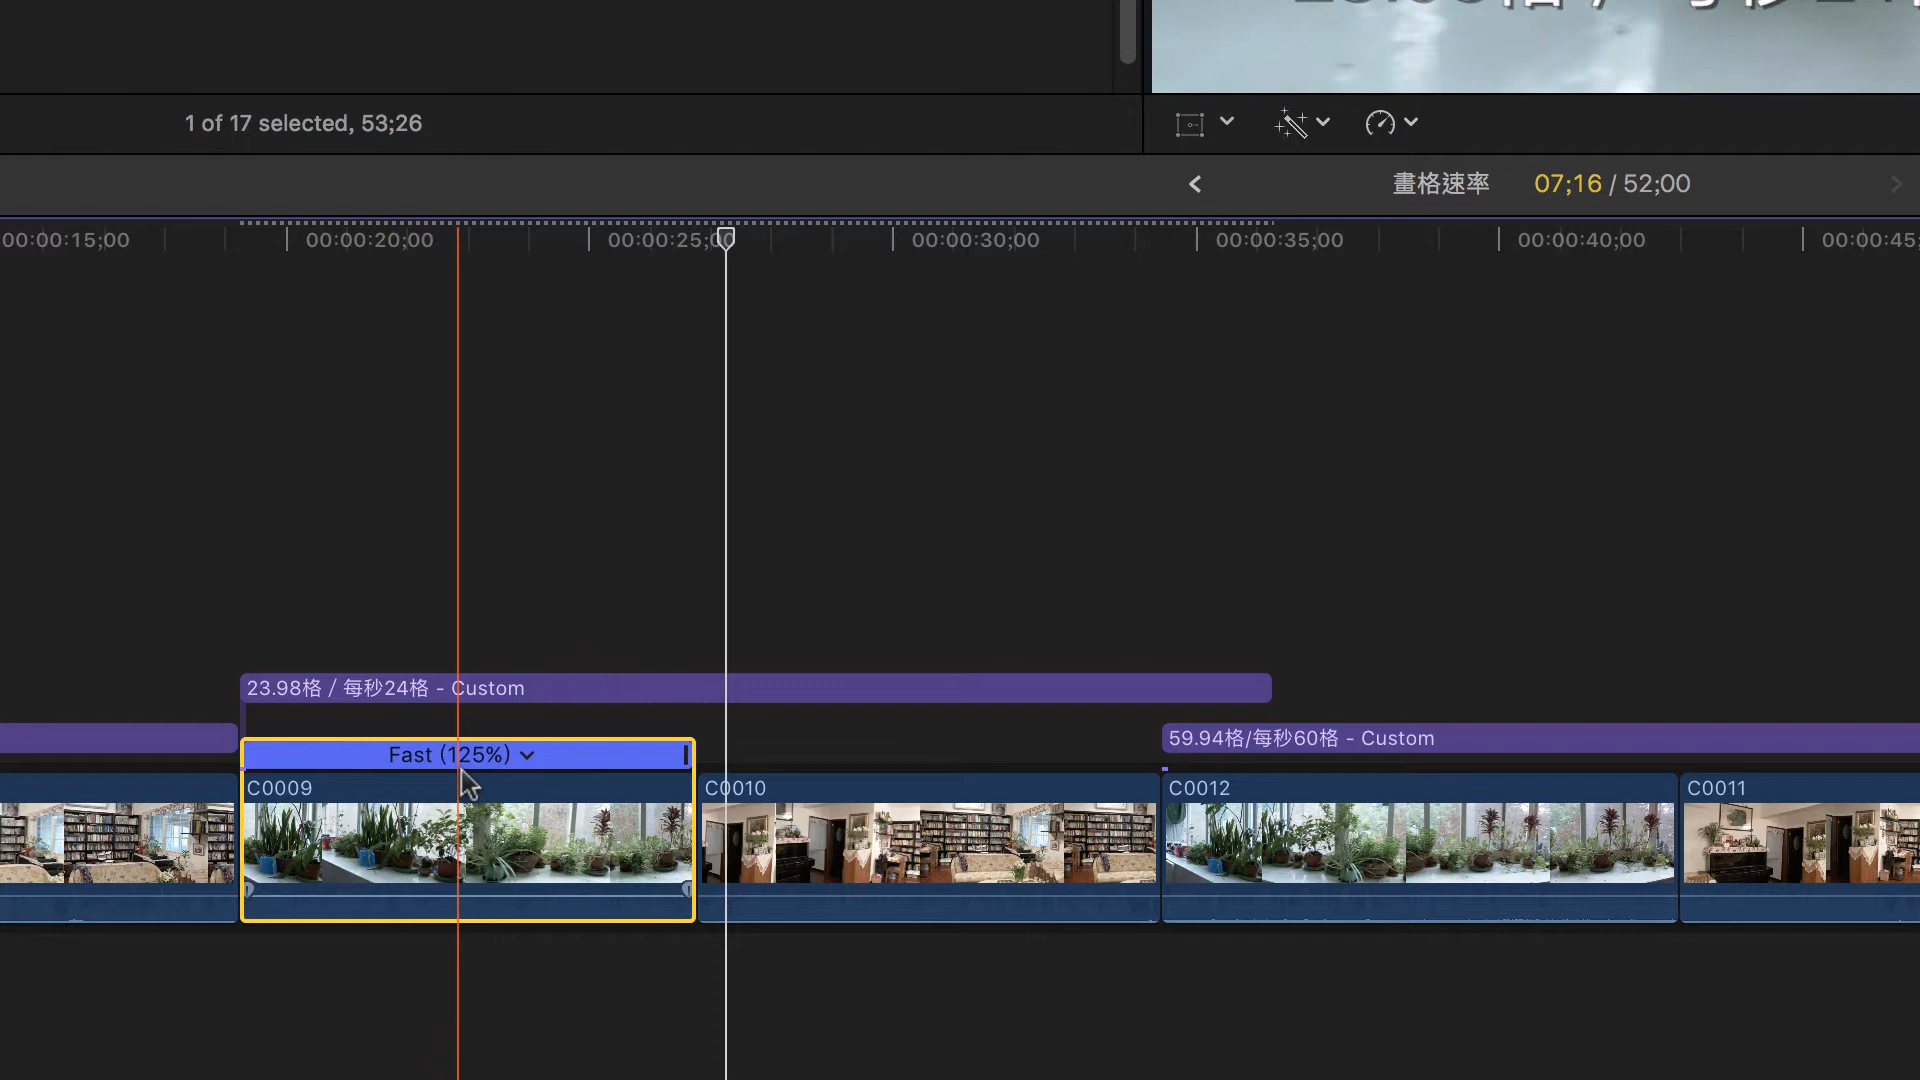 1 of 17 selected, 53;26
畫格速率 07;16 / 52;00
00:00:15;00 00:00:20;00 00:00:25;00 00:00:30;00 00:00:35;00 00:00:40;00 00:00:45;
23.98格 / 每秒24格 - Custom
59.94格/每秒60格 - Custom
Fast (125%)
C0009 C0010 C0012 C0011